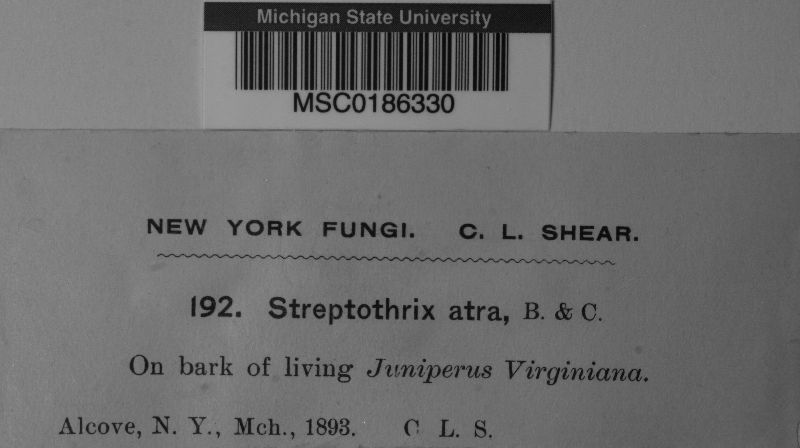 Michigan State University
MSC0186330
NEW YORK FUNGI. C. L. SHEAR.
192. Streptothrix atra, B. & C.
On bark of living Juniperus Virginiana.
Alcove, N. Y., Mch., 1893. C L. S.